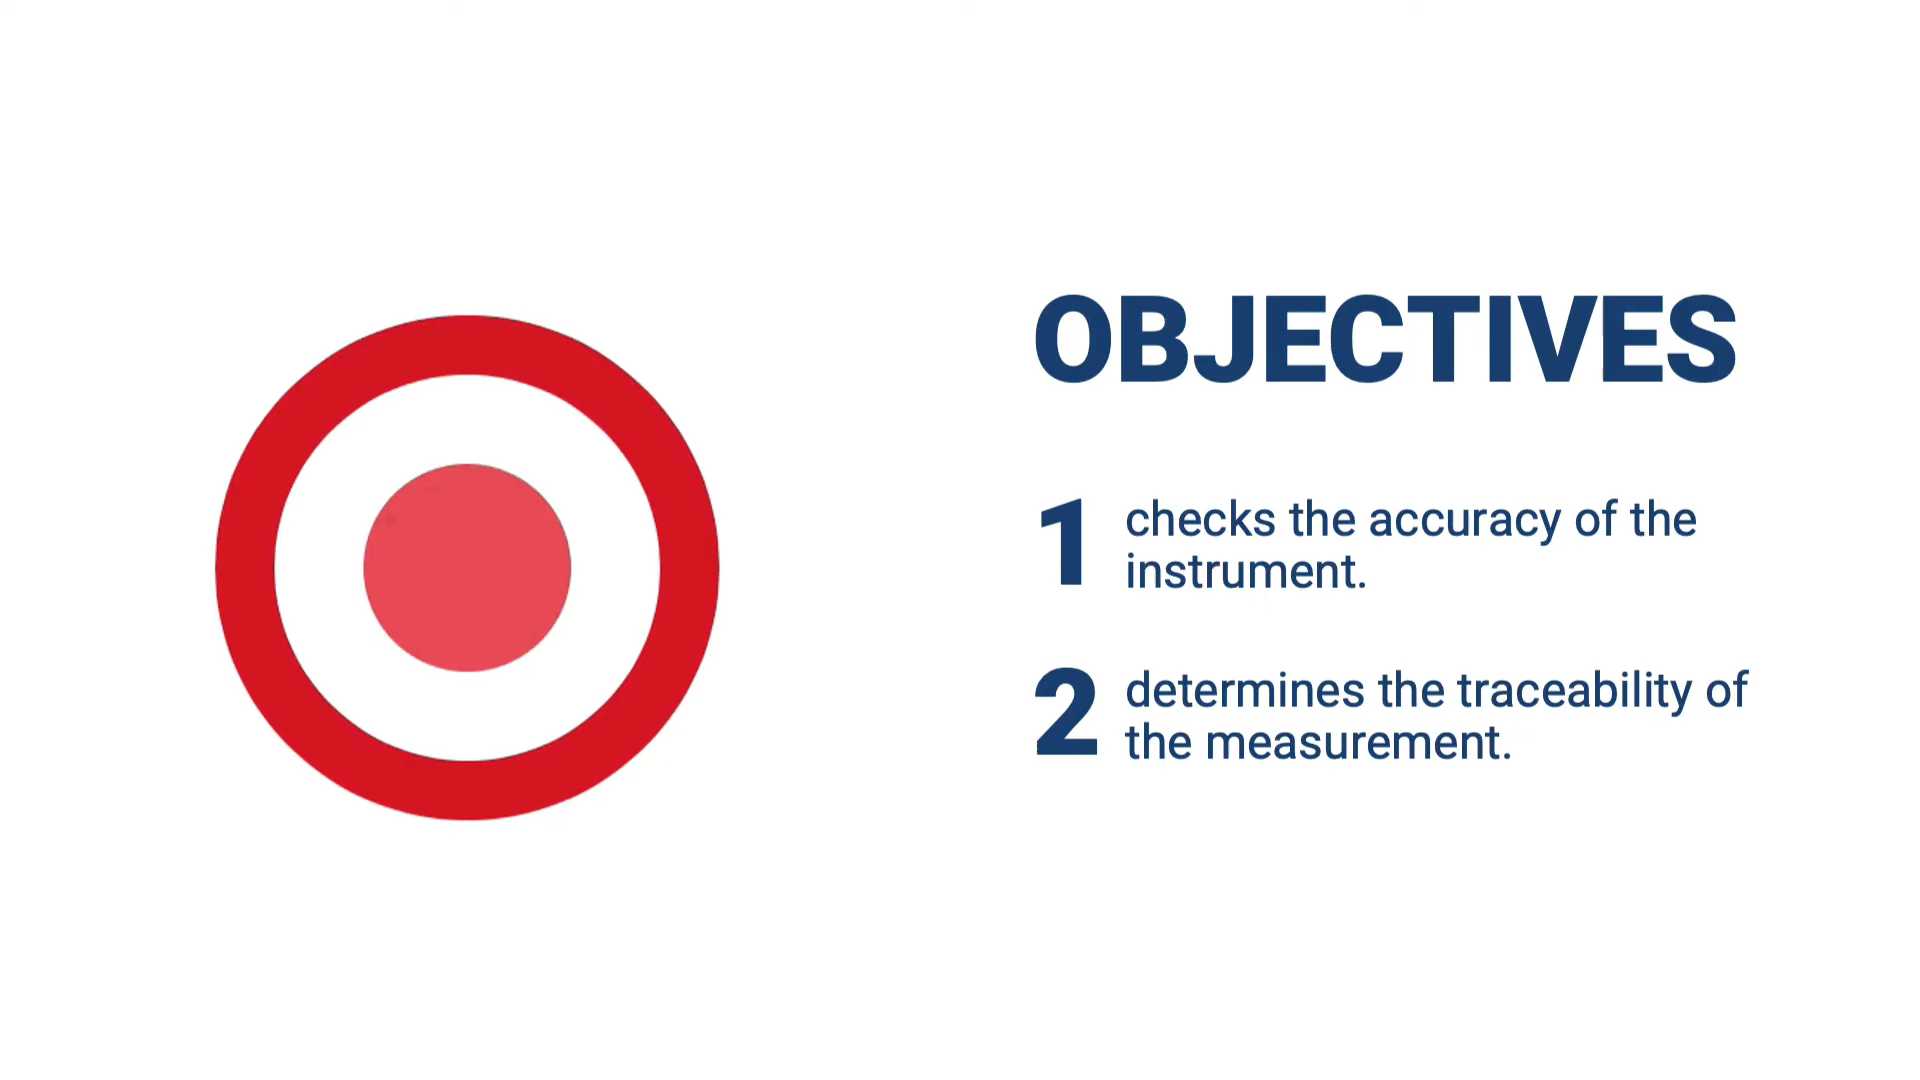 OBJECTIVES
1 checks the accuracy of the
instrument.
2 determines the traceability of
the measurement.